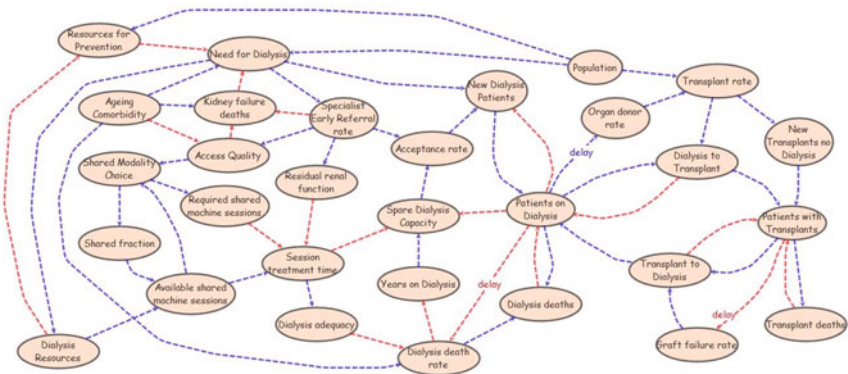 Resources for
Prevention
Need for Dialysis
Population
Transplant rate
Ageing
Comorbidity
Kidney failure
deaths
Specialist
Early Referral
rate
New Dialysis
Patients
Organ donor
rate
New
Transplants no
Dialysis
Access Quality
Acceptance rate
delay
Shared Modality
Choice
Residual renal
function
Dialysis to
Transplant
Required shared
machine sessions
Spare Dialysis
Capacity
Patients on
Dialysis
Patients with
Transplants
Shared fraction
Session
treatment time
Transplant to
Dialysis
Available shared
machine sessions
Years on Dialysis
delay
Dialysis deaths
delay
Dialysis adequacy
Transplant deaths
Dialysis
Resources
Dialysis death
rate
Graft failure rate